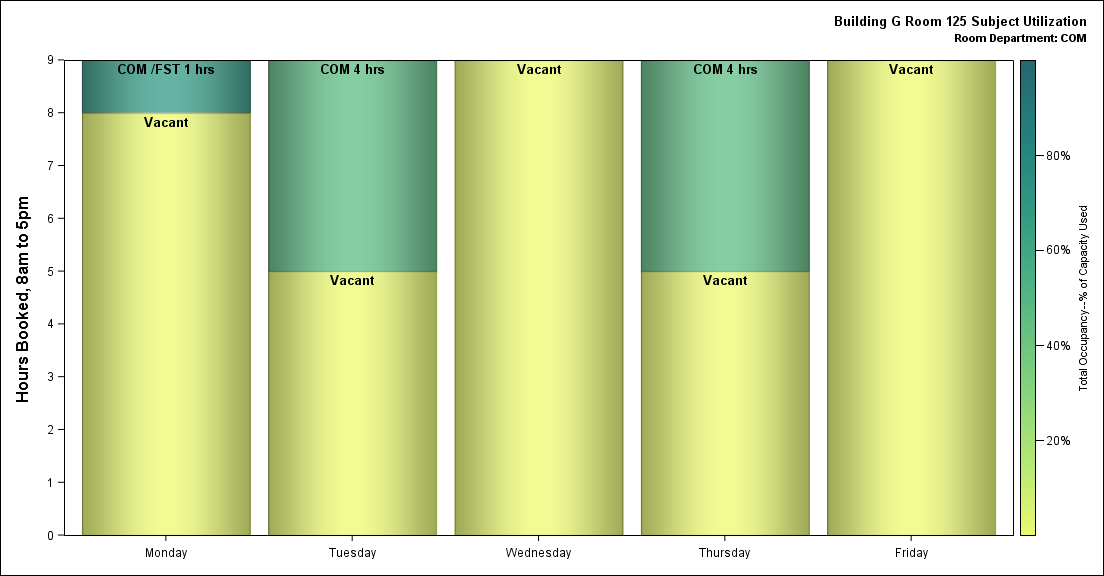 Building G Room 125 Subject Utilization
Room Department: COM
9
8
7
6
5
4
3
2
1
0
Hours Booked, 8am to 5pm
COM /FST 1 hrs
Vacant
COM 4 hrs
Vacant
Vacant
COM 4 hrs
Vacant
Vacant
Monday
Tuesday
Wednesday
Thursday
Friday
80%
60%
40%
20%
Total Occupancy--% of Capacity Used